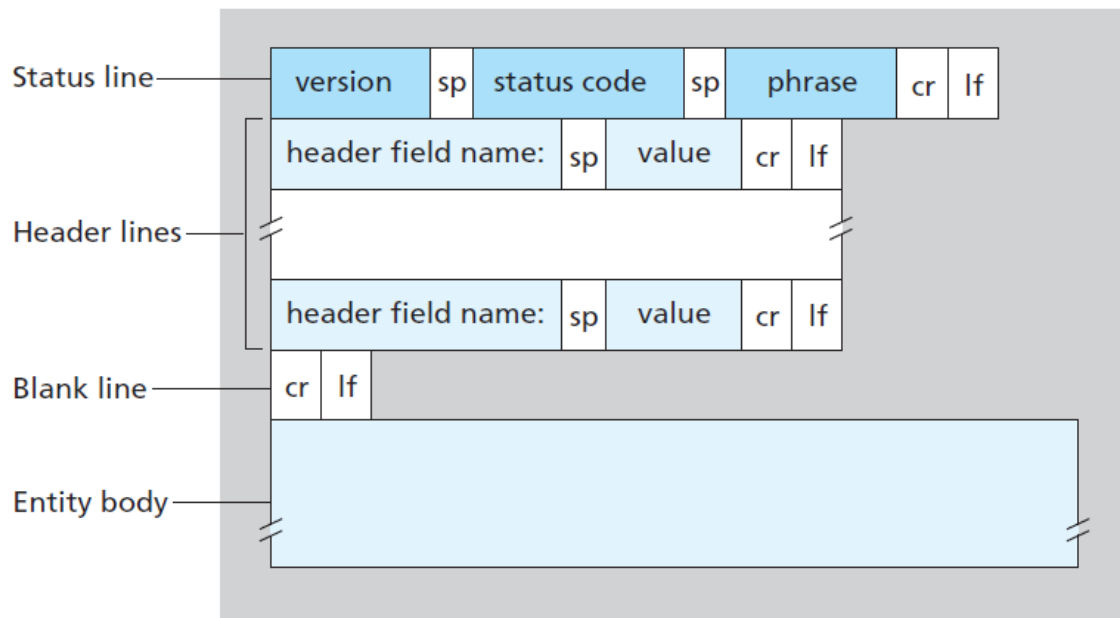 Status line version sp status code sp phrase cr lf
header field name: sp value cr lf
Header lines
header field name: sp value cr lf
Blank line cr lf
Entity body